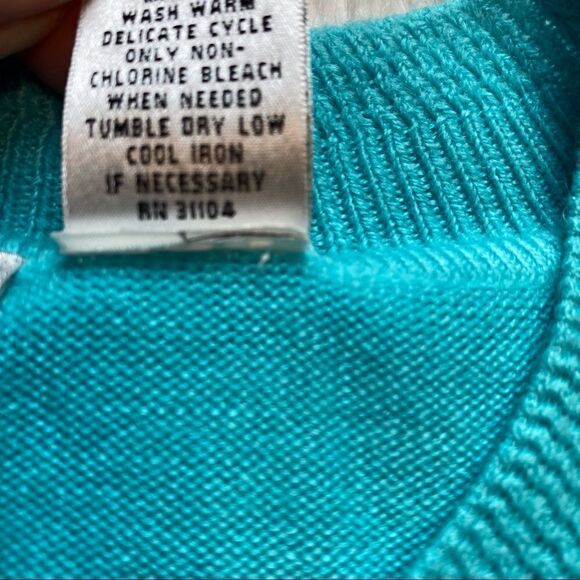 WASH WARM
DELICATE CYCLE
ONLY NON-
CHLORINE BLEACH
WHEN NEEDED
TUMBLE DRY LOW
COOL IRON
IF NECESSARY
RN 31104